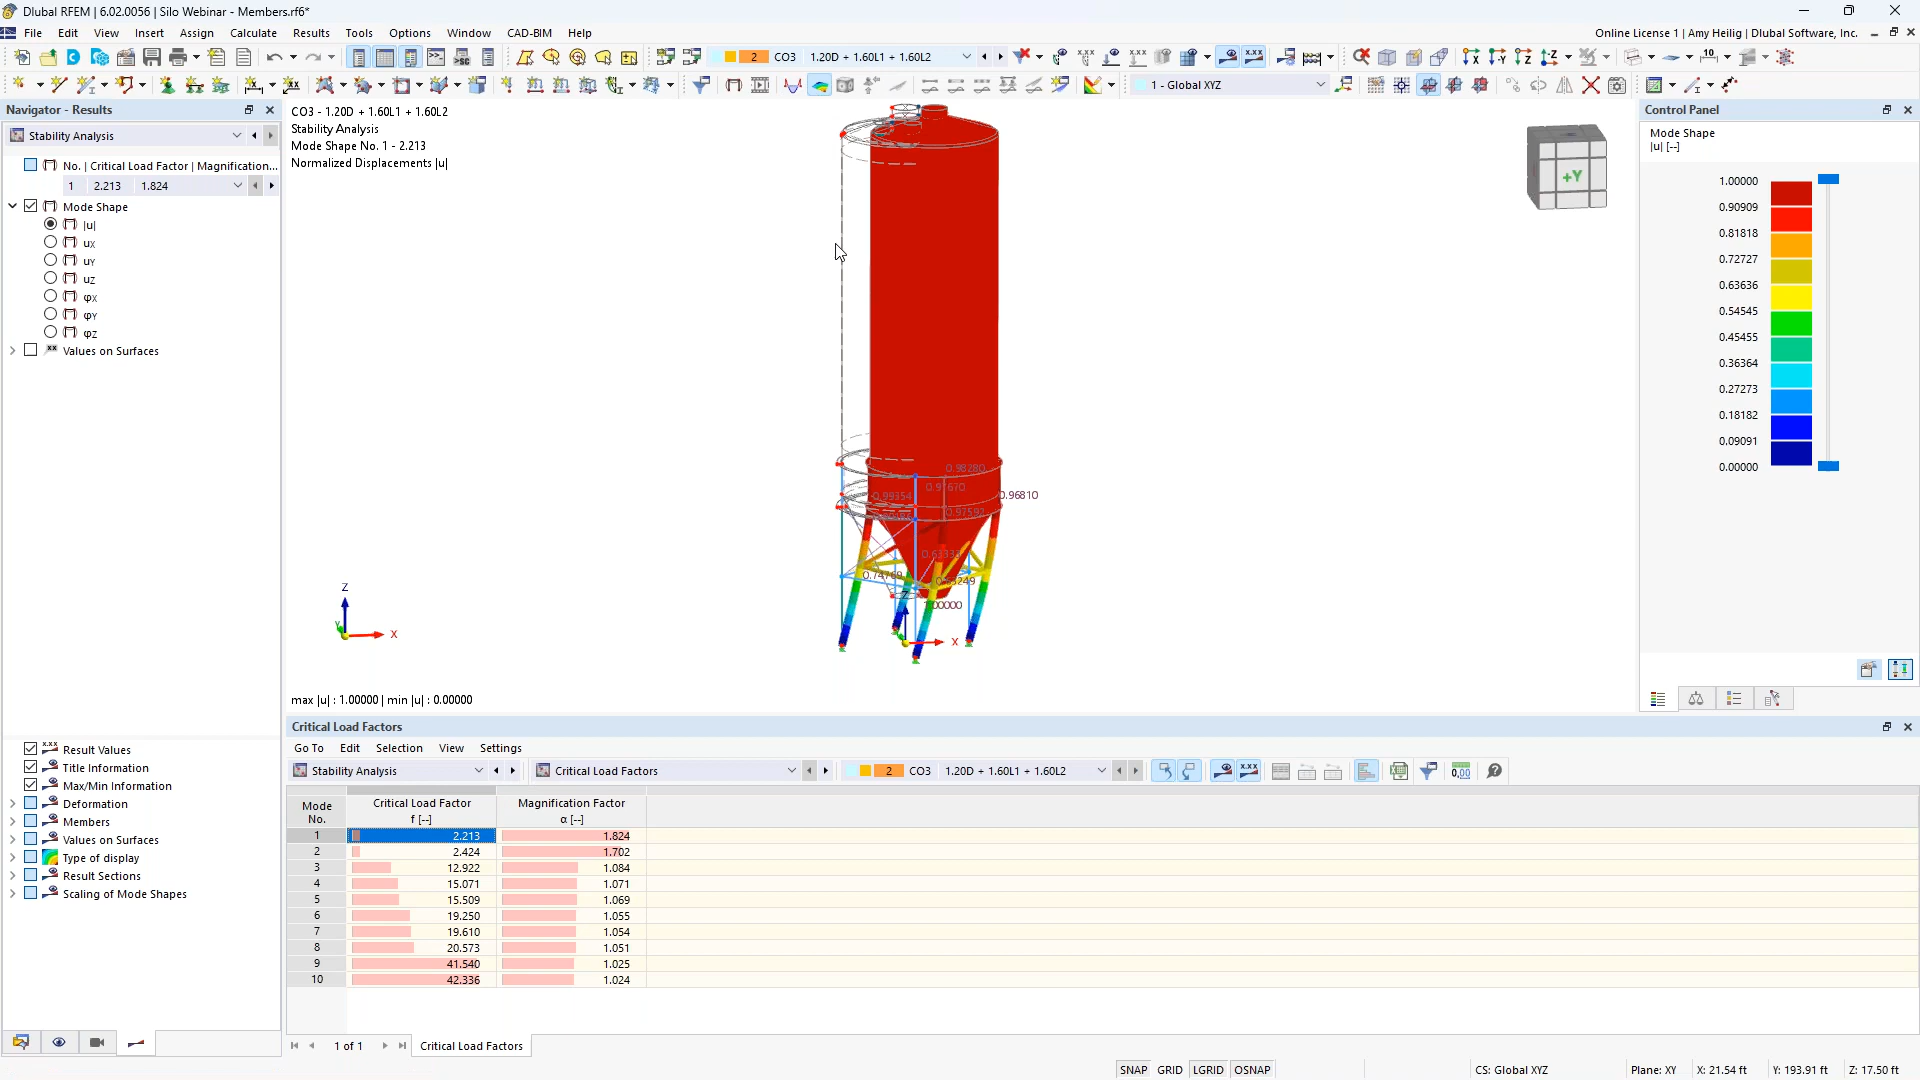 Dlubal RFEM | 6.02.0056 | Silo Webinar - Members.rf6*
File Edit View Insert Assign Calculate Results Tools Options Window CAD-BIM Help
Online License 1 | Amy Heilig | Dlubal Software, Inc.
2 CO3 1.20D + 1.60L1 + 1.60L2
1 - Global XYZ
Navigator - Results
Stability Analysis
No. | Critical Load Factor | Magnification...
1 2.213 1.824
Mode Shape
|u|
uX
uY
uZ
φX
φY
φZ
Values on Surfaces
Result Values
Title Information
Max/Min Information
Deformation
Members
Values on Surfaces
Type of display
Result Sections
Scaling of Mode Shapes
CO3 - 1.20D + 1.60L1 + 1.60L2
Stability Analysis
Mode Shape No. 1 - 2.213
Normalized Displacements |u|
+Y
0.98280
0.99354
0.96810
0.97592
0.74769
1.00000
Z
Y
X
Z
X
max |u| : 1.00000 | min |u| : 0.00000
Control Panel
Mode Shape
|u| [--]
1.00000
0.90909
0.81818
0.72727
0.63636
0.54545
0.45455
0.36364
0.27273
0.18182
0.09091
0.00000
Critical Load Factors
Go To Edit Selection View Settings
Stability Analysis Critical Load Factors 2 CO3 1.20D + 1.60L1 + 1.60L2
Mode No. Critical Load Factor f [--] Magnification Factor α [--]
1 2.213 1.824
2 2.424 1.702
3 12.922 1.084
4 15.071 1.071
5 15.509 1.069
6 19.250 1.055
7 19.610 1.054
8 20.573 1.051
9 41.540 1.025
10 42.336 1.024
1 of 1 Critical Load Factors
SNAP GRID LGRID OSNAP CS: Global XYZ Plane: XY X: 21.54 ft Y: 193.91 ft Z: 17.50 ft